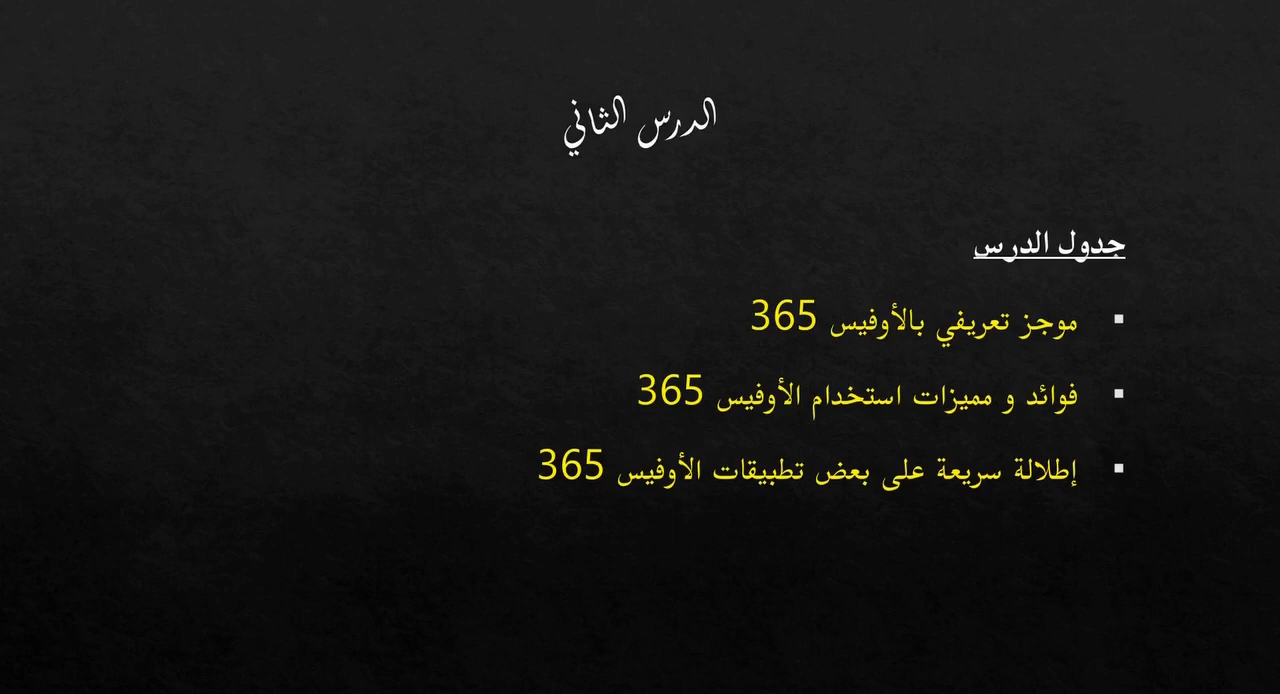 الدرس الثاني
جدول الدرس
▪ موجز تعريفي بالأوفيس 365
▪ فوائد و مميزات استخدام الأوفيس 365
▪ إطلالة سريعة على بعض تطبيقات الأوفيس 365